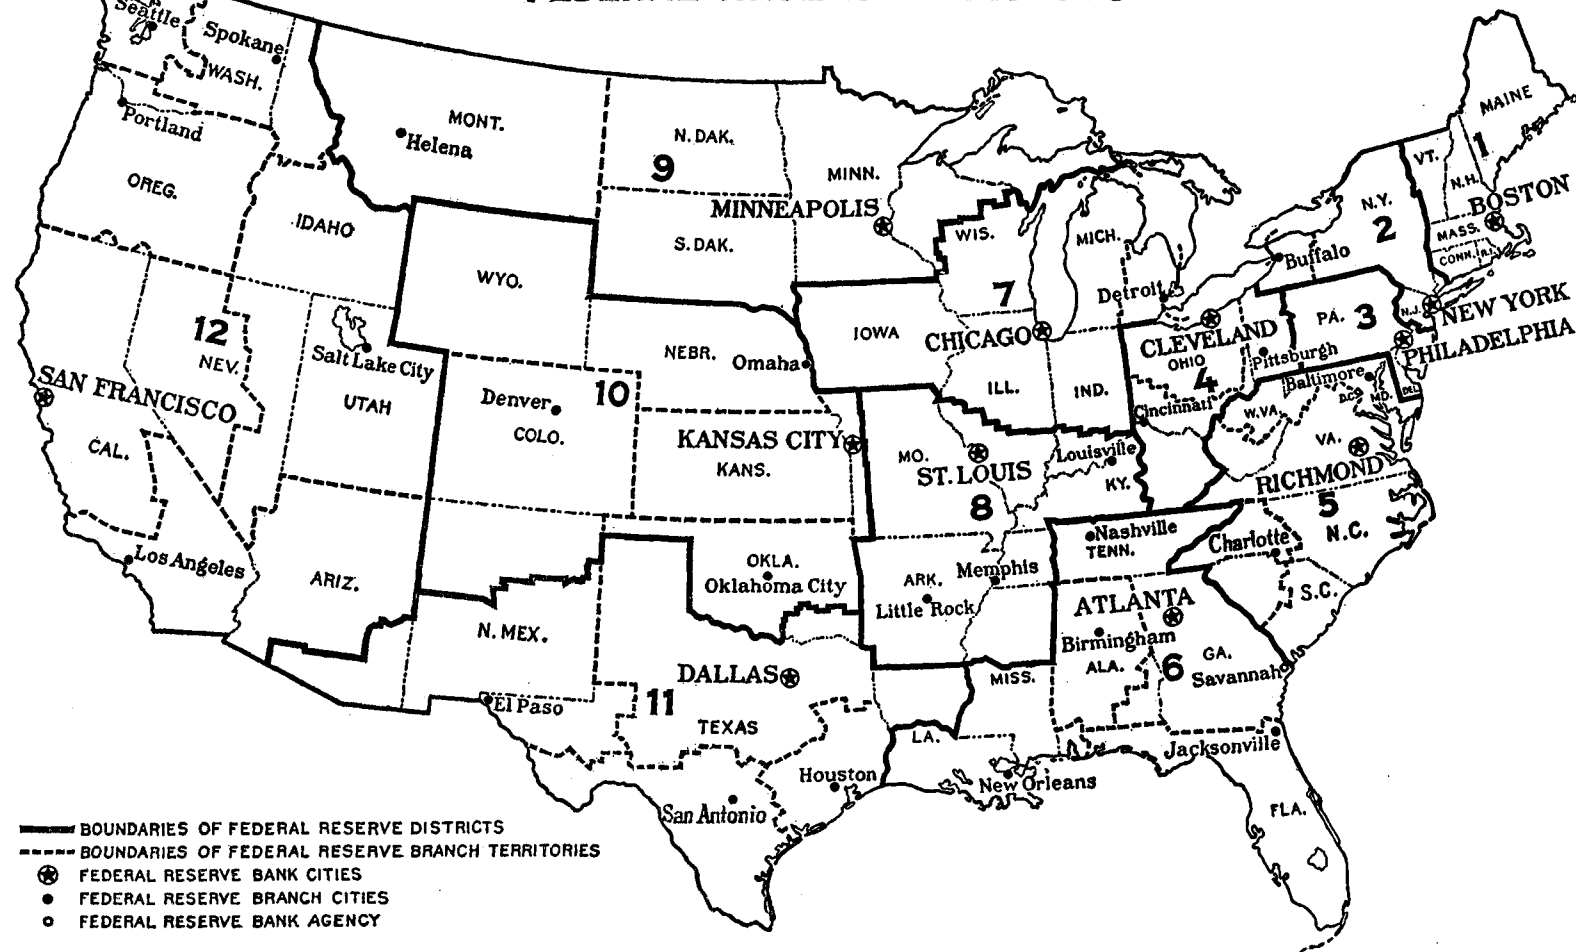 Seattle
Spokane
WASH.
Portland
OREG.
IDAHO
MONT.
Helena
N. DAK.
9
MINN.
MINNEAPOLIS
S. DAK.
WYO.
WIS.
MICH.
7
Detroit
IOWA
CHICAGO
ILL.
IND.
MAINE
1
VT.
N.H.
BOSTON
MASS.
CONN.
R.I.
N.Y.
2
Buffalo
N.J.
NEW YORK
PA.
3
PHILADELPHIA
CLEVELAND
OHIO
4
Pittsburgh
Cincinnati
Baltimore
D.C.
MD.
DEL
W.VA.
VA.
RICHMOND
5
N.C.
Charlotte
S.C.
12
NEV.
Salt Lake City
UTAH
SAN FRANCISCO
CAL.
Los Angeles
ARIZ.
NEBR.
Omaha
10
Denver
COLO.
KANSAS CITY
KANS.
MO.
ST. LOUIS
8
Louisville
KY.
Nashville
TENN.
Memphis
ARK.
Little Rock
OKLA.
Oklahoma City
N. MEX.
El Paso
DALLAS
11
TEXAS
Houston
San Antonio
LA.
New Orleans
MISS.
ATLANTA
Birmingham
ALA.
6
GA.
Savannah
Jacksonville
FLA.
BOUNDARIES OF FEDERAL RESERVE DISTRICTS
BOUNDARIES OF FEDERAL RESERVE BRANCH TERRITORIES
FEDERAL RESERVE BANK CITIES
FEDERAL RESERVE BRANCH CITIES
FEDERAL RESERVE BANK AGENCY